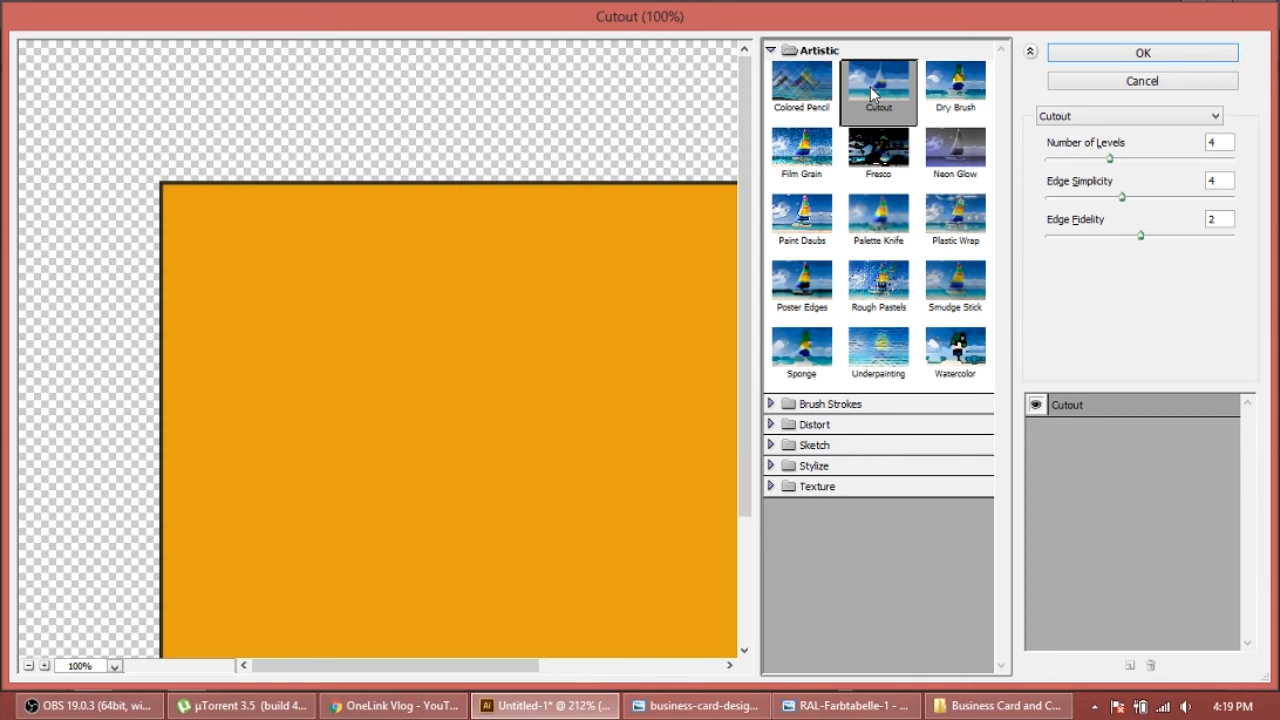 Cutout (100%)
Artistic
Colored Pencil
Cutout
Dry Brush
Film Grain
Fresco
Neon Glow
Paint Daubs
Palette Knife
Plastic Wrap
Poster Edges
Rough Pastels
Smudge Stick
Sponge
Underpainting
Watercolor
Brush Strokes
Distort
Sketch
Stylize
Texture
OK
Cancel
Cutout
Number of Levels 4
Edge Simplicity 4
Edge Fidelity 2
Cutout
100%
OBS 19.0.3 (64bit, wi...
µTorrent 3.5 (build 4...
OneLink Vlog - YouT...
Ai Untitled-1* @ 212% (...
business-card-desig...
RAL-Farbtabelle-1 - ...
Business Card and C...
4:19 PM